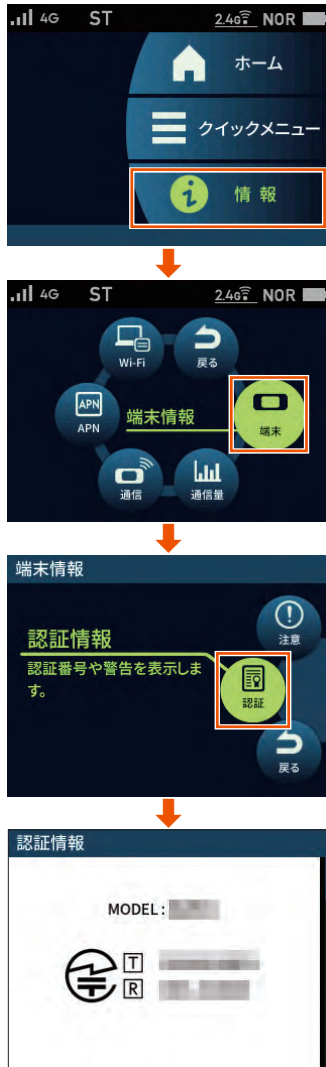 4G ST 2.4G NOR
ホーム
クイックメニュー
i 情報
4G ST 2.4G NOR
Wi-Fi
戻る
APN
APN
端末情報
端末
通信
通信量
端末情報
注意
認証情報
認証番号や警告を表示しま
す。
認証
戻る
認証情報
MODEL :
T
R